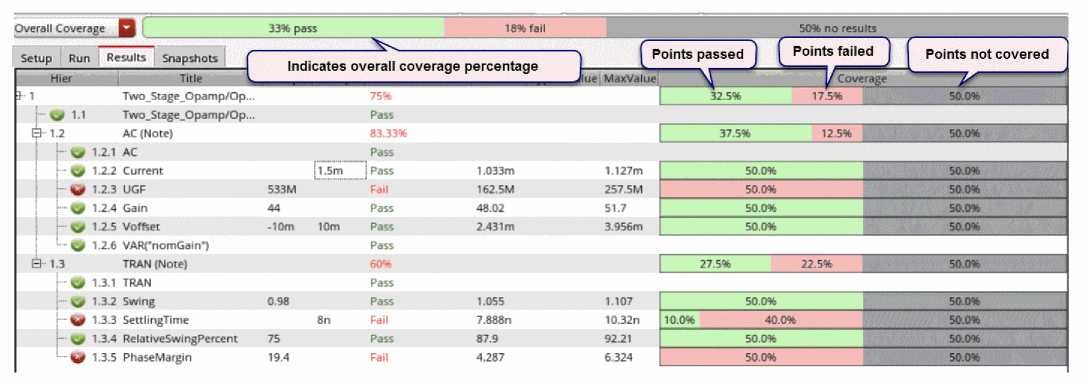 Overall Coverage 33% pass 18% fail 50% no results
Setup Run Results Snapshots
Indicates overall coverage percentage
Points passed Points failed Points not covered
Hier Title MaxValue Coverage
1 Two_Stage_Opamp/Op... 75% 32.5% 17.5% 50.0%
1.1 Two_Stage_Opamp/Op... Pass
1.2 AC (Note) 83.33% 37.5% 12.5% 50.0%
1.2.1 AC Pass
1.2.2 Current 1.5m Pass 1.033m 1.127m 50.0% 50.0%
1.2.3 UGF 533M Fail 162.5M 257.5M 50.0% 50.0%
1.2.4 Gain 44 Pass 48.02 51.7 50.0% 50.0%
1.2.5 Voffset -10m 10m Pass 2.431m 3.956m 50.0% 50.0%
1.2.6 VAR("nomGain") Pass
1.3 TRAN (Note) 60% 27.5% 22.5% 50.0%
1.3.1 TRAN Pass
1.3.2 Swing 0.98 Pass 1.055 1.107 50.0% 50.0%
1.3.3 SettlingTime 8n Fail 7.888n 10.32n 10.0% 40.0% 50.0%
1.3.4 RelativeSwingPercent 75 Pass 87.9 92.21 50.0% 50.0%
1.3.5 PhaseMargin 19.4 Fail 4.287 6.324 50.0% 50.0%